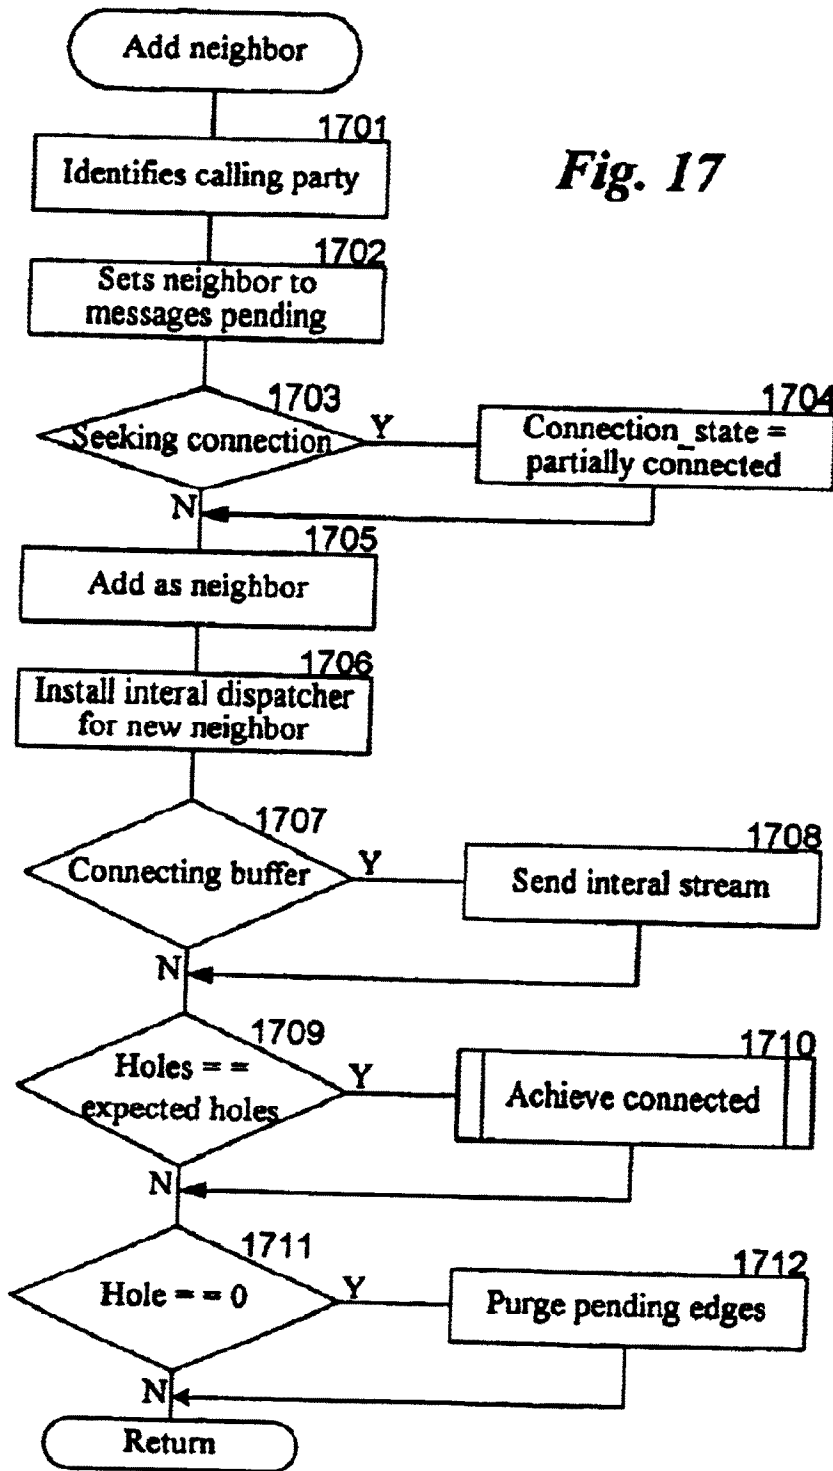 Add neighbor
1701
Identifies calling party
Fig. 17
1702
Sets neighbor to
messages pending
1703
Seeking connection
Y
1704
Connection_state =
partially connected
N
1705
Add as neighbor
1706
Install interal dispatcher
for new neighbor
1707
Connecting buffer
Y
1708
Send interal stream
N
1709
Holes = =
expected holes
Y
1710
Achieve connected
N
1711
Hole = = 0
Y
1712
Purge pending edges
N
Return